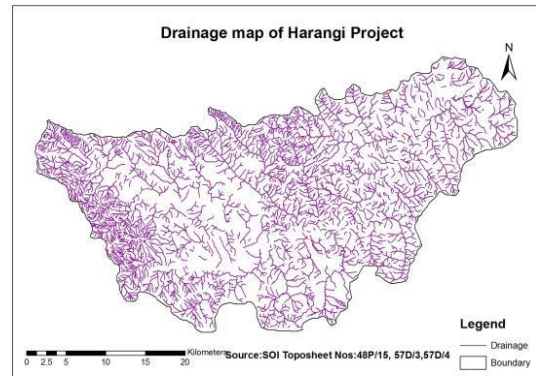 Drainage map of Harangi Project
N
Legend
Drainage
Boundary
Kilometers
0 2.5 5 10 15 20
Source:SOI Toposheet Nos:48P/15, 57D/3,57D/4